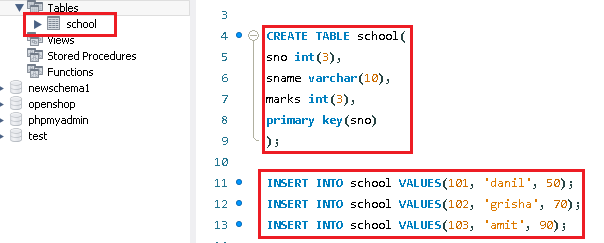 Tables
school
Views
Stored Procedures
Functions
newschema1
openshop
phpmyadmin
test
3
4 CREATE TABLE school(
5 sno int(3),
6 sname varchar(10),
7 marks int(3),
8 primary key(sno)
9 );
10
11 INSERT INTO school VALUES(101, 'danil', 50);
12 INSERT INTO school VALUES(102, 'grisha', 70);
13 INSERT INTO school VALUES(103, 'amit', 90);